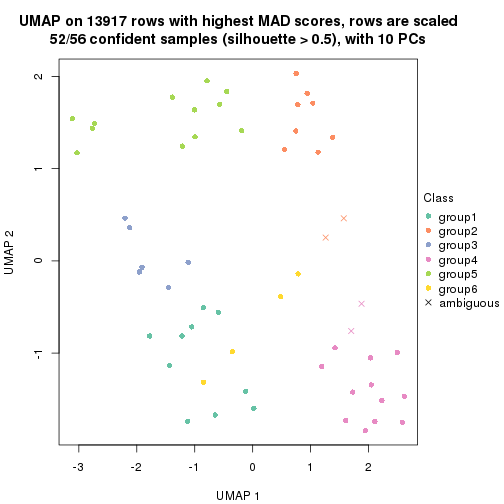 UMAP on 13917 rows with highest MAD scores, rows are scaled
52/56 confident samples (silhouette > 0.5), with 10 PCs
2
1
0
-1
UMAP 2
-3
-2
-1
0
1
2
UMAP 1
Class
group1
group2
group3
group4
group5
group6
ambiguous